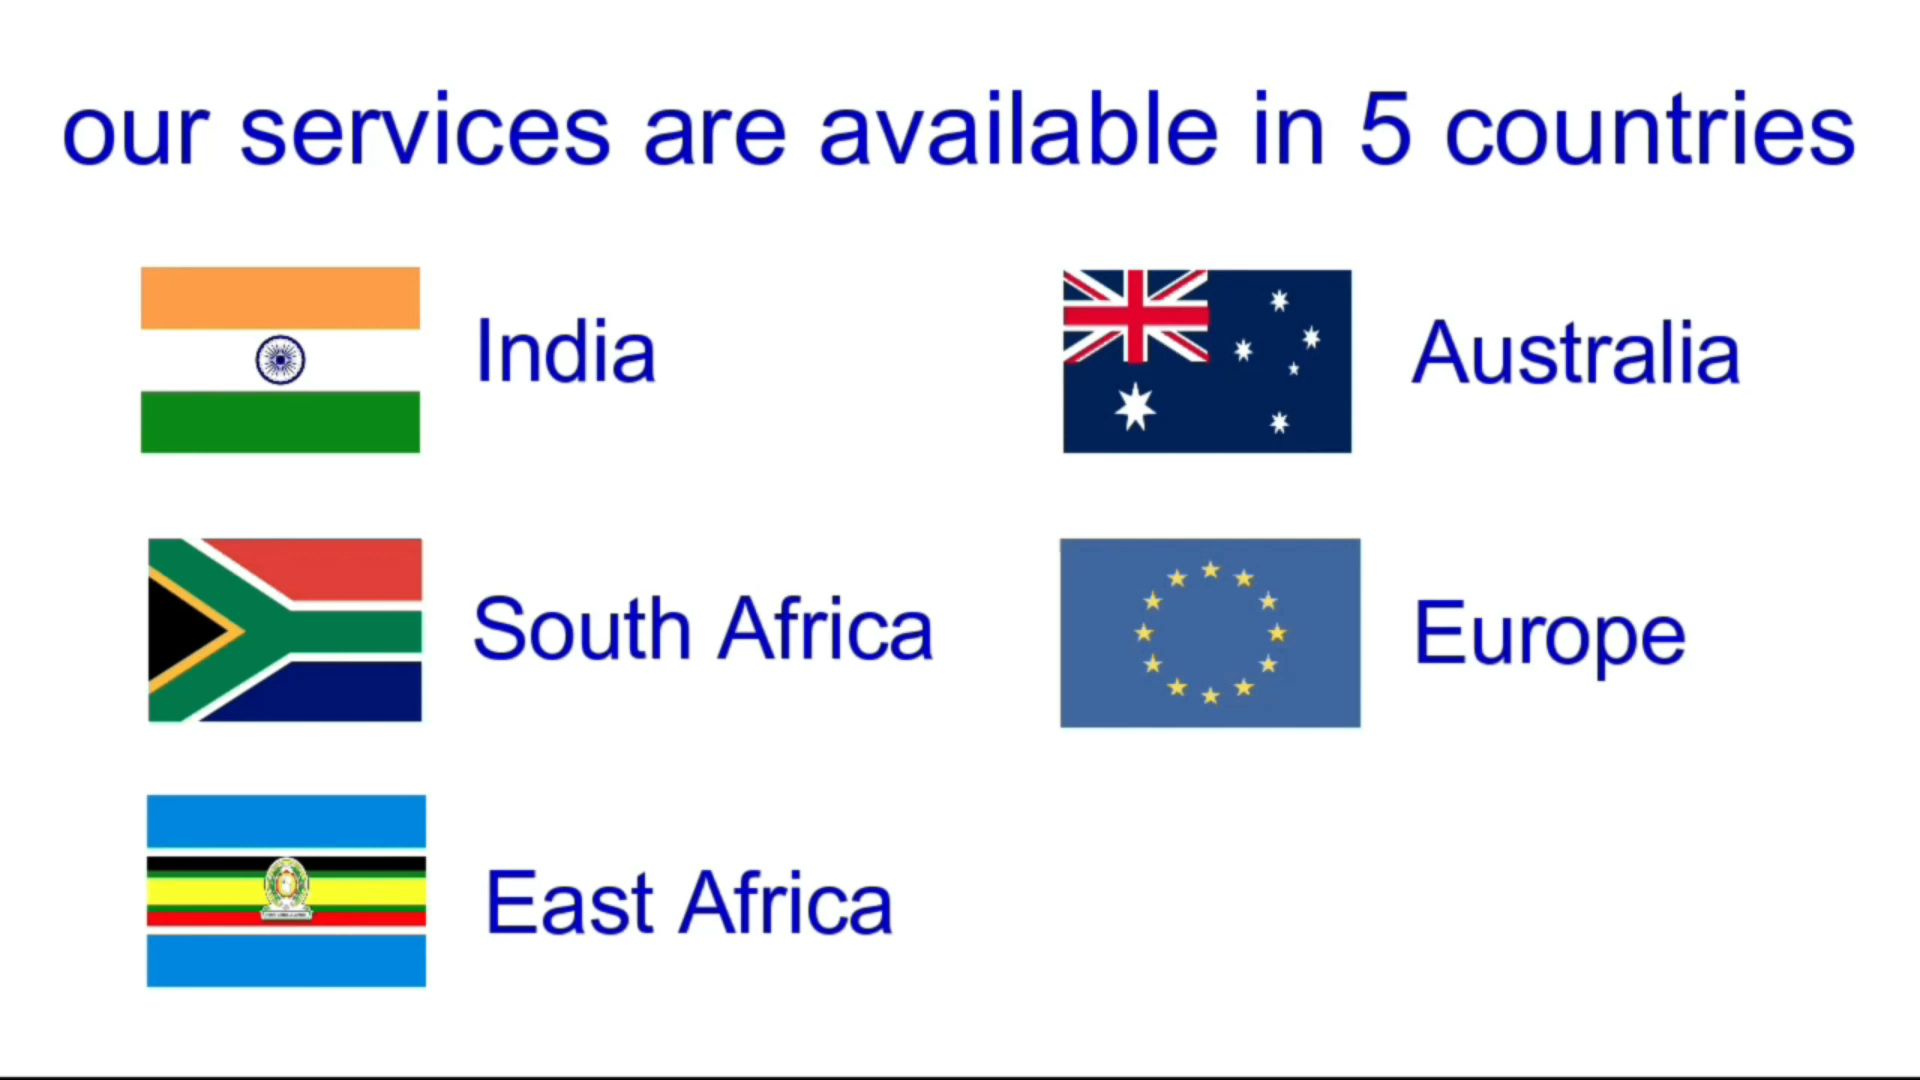 our services are available in 5 countries
India
Australia
South Africa
Europe
East Africa